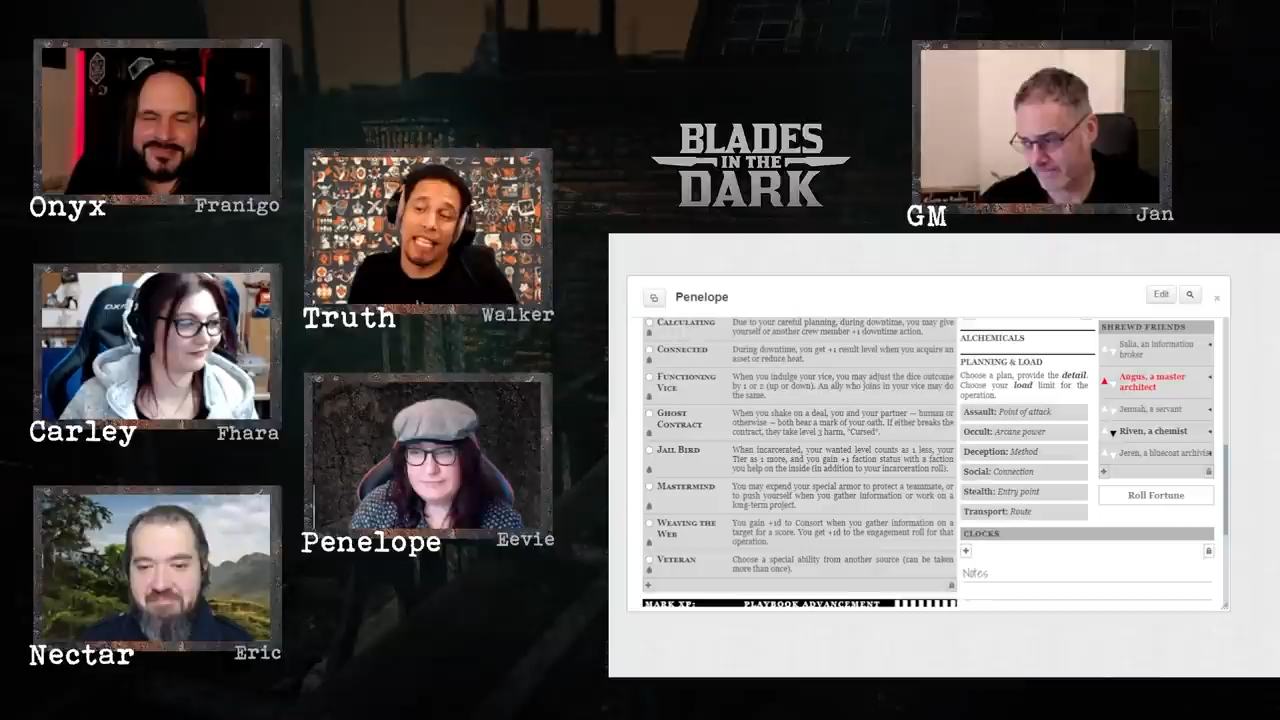 Onyx
Franigo
Carley
Fhara
Nectar
Eric
Truth
Walker
Penelope
Eevie
BLADES
IN THE
DARK
GM
Jan
Penelope
Edit
CALCULATING
Due to your careful planning, during downtime, you may give
yourself or another crew member +1 downtime action.
CONNECTED
During downtime, you get +1 result level when you acquire an
asset or reduce heat.
FUNCTIONING
VICE
When you indulge your vice, you may adjust the dice outcome
by 1 or 2 (up or down). An ally who joins in your vice may do
the same.
GHOST
CONTRACT
When you shake on a deal, you and your partner — human or
otherwise — both bear a mark of your oath. If either breaks the
contract, they take level 3 harm, "Cursed".
JAIL BIRD
When incarcerated, your wanted level counts as 1 less, your
Tier as 1 more, and you gain +1 faction status with a faction
you help on the inside (in addition to your incarceration roll).
MASTERMIND
You may expend your special armor to protect a teammate, or
to push yourself when you gather information or work on a
long-term project.
WEAVING THE
WEB
You gain +1d to Consort when you gather information on a
target for a score. You get +1d to the engagement roll for that
operation.
VETERAN
Choose a special ability from another source (can be taken
more than once).
MARK XP:
PLAYBOOK ADVANCEMENT
ALCHEMICALS
PLANNING & LOAD
Choose a plan, provide the detail.
Choose your load limit for the
operation.
Assault: Point of attack
Occult: Arcane power
Deception: Method
Social: Connection
Stealth: Entry point
Transport: Route
CLOCKS
Notes
SHREWD FRIENDS
Salia, an information
broker
Angus, a master
architect
Jennah, a servant
Riven, a chemist
Jeren, a bluecoat archivis
Roll Fortune